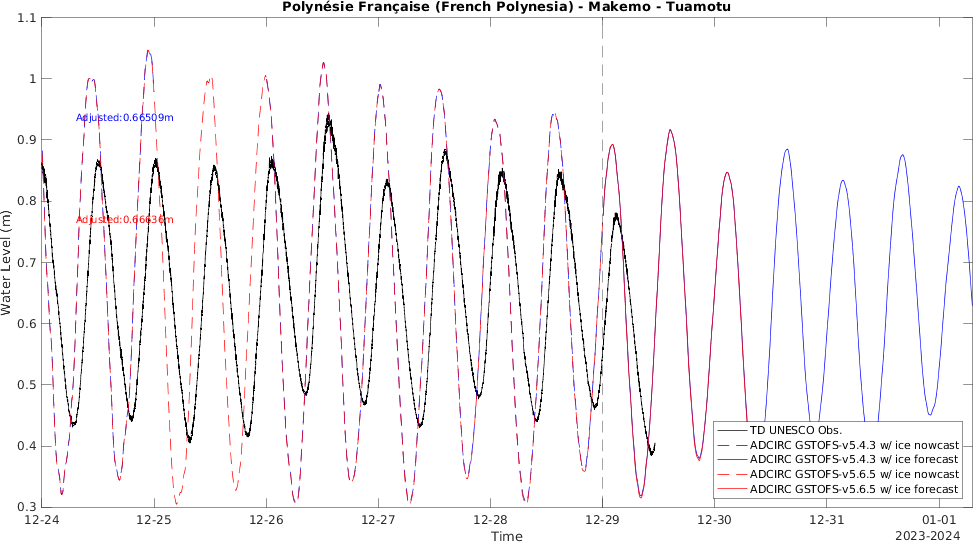 Polynésie Française (French Polynesia) - Makemo - Tuamotu
Water Level (m)
1.1
1
0.9
0.8
0.7
0.6
0.5
0.4
0.3
Adjusted:0.66509m
Adjusted:0.66636m
TD UNESCO Obs.
ADCIRC GSTOFS-v5.4.3 w/ ice nowcast
ADCIRC GSTOFS-v5.4.3 w/ ice forecast
ADCIRC GSTOFS-v5.6.5 w/ ice nowcast
ADCIRC GSTOFS-v5.6.5 w/ ice forecast
12-24 12-25 12-26 12-27 12-28 12-29 12-30 12-31 01-01
Time
2023-2024